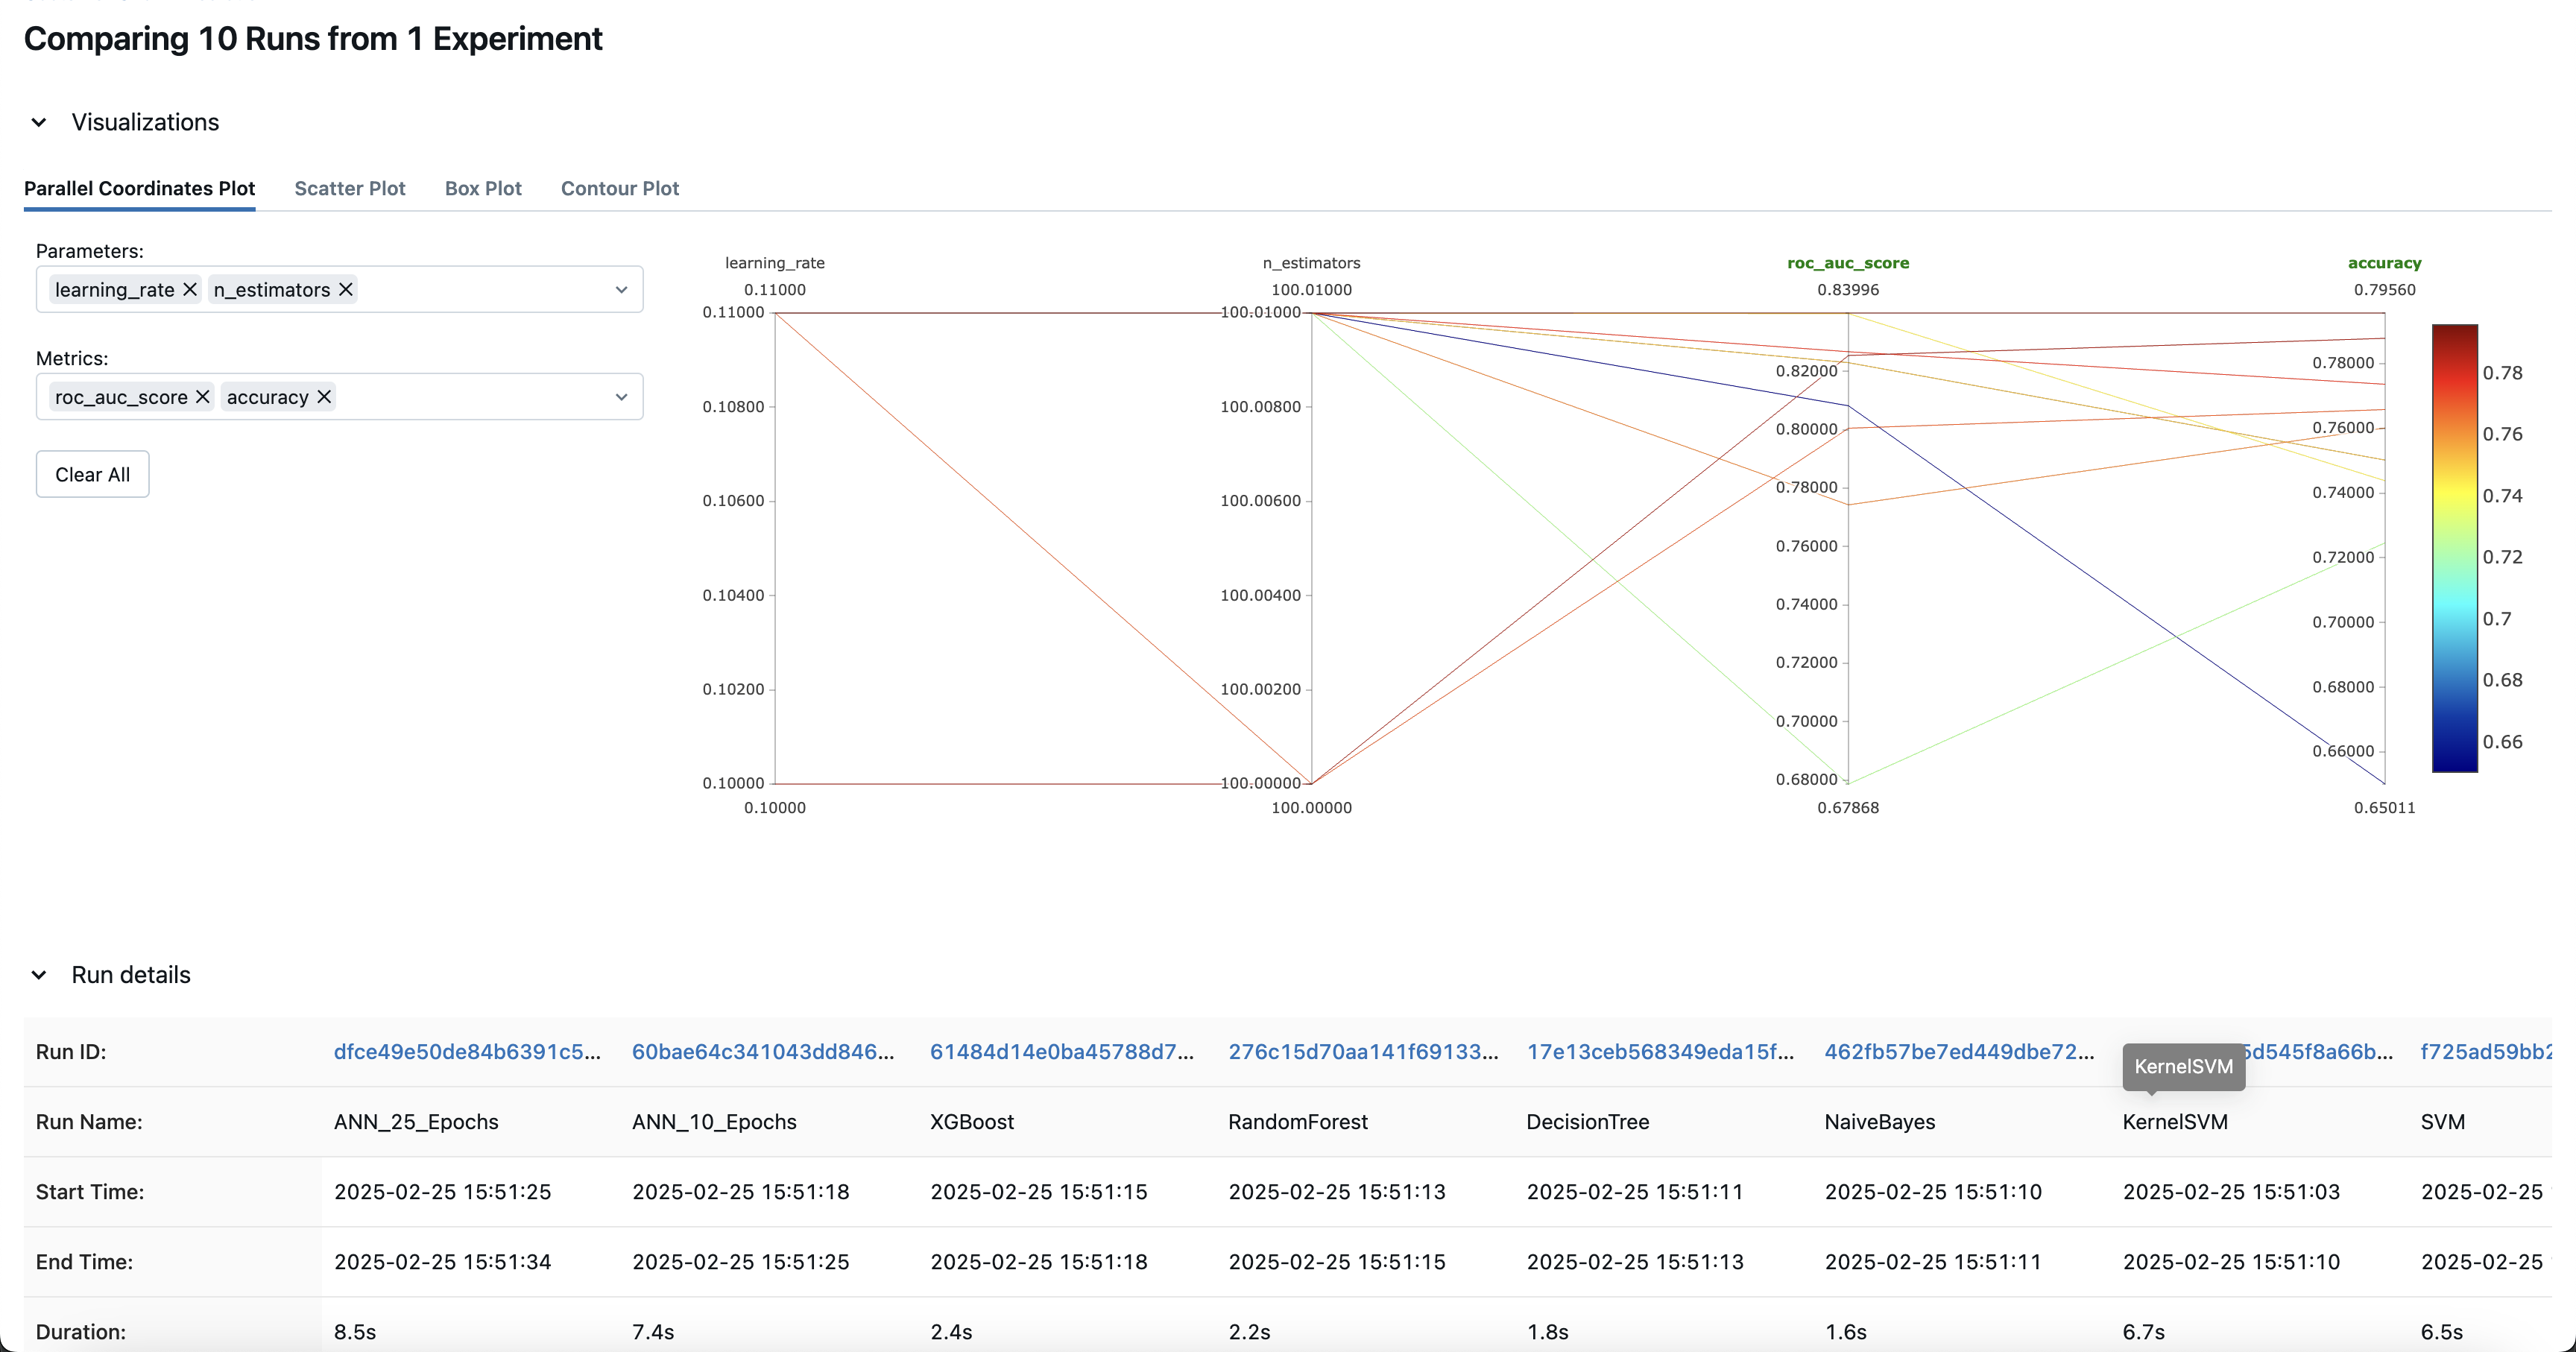 Comparing 10 Runs from 1 Experiment
Visualizations
Parallel Coordinates Plot Scatter Plot Box Plot Contour Plot
Parameters:
learning_rate n_estimators
Metrics:
roc_auc_score accuracy
Clear All
learning_rate n_estimators roc_auc_score accuracy
0.11000 100.01000 0.83996 0.79560
0.11000
0.10800
0.10600
0.10400
0.10200
0.10000
100.01000
100.00800
100.00600
100.00400
100.00200
100.00000
0.82000
0.80000
0.78000
0.76000
0.74000
0.72000
0.70000
0.68000
0.78000
0.76000
0.74000
0.72000
0.70000
0.68000
0.66000
0.10000 100.00000 0.67868 0.65011
0.78
0.76
0.74
0.72
0.7
0.68
0.66
Run details
Run ID: dfce49e50de84b6391c5... 60bae64c341043dd846... 61484d14e0ba45788d7... 276c15d70aa141f69133... 17e13ceb568349eda15f... 462fb57be7ed449dbe72... 5d545f8a66b... f725ad59bb2
KernelSVM
Run Name: ANN_25_Epochs ANN_10_Epochs XGBoost RandomForest DecisionTree NaiveBayes KernelSVM SVM
Start Time: 2025-02-25 15:51:25 2025-02-25 15:51:18 2025-02-25 15:51:15 2025-02-25 15:51:13 2025-02-25 15:51:11 2025-02-25 15:51:10 2025-02-25 15:51:03 2025-02-25
End Time: 2025-02-25 15:51:34 2025-02-25 15:51:25 2025-02-25 15:51:18 2025-02-25 15:51:15 2025-02-25 15:51:13 2025-02-25 15:51:11 2025-02-25 15:51:10 2025-02-25
Duration: 8.5s 7.4s 2.4s 2.2s 1.8s 1.6s 6.7s 6.5s